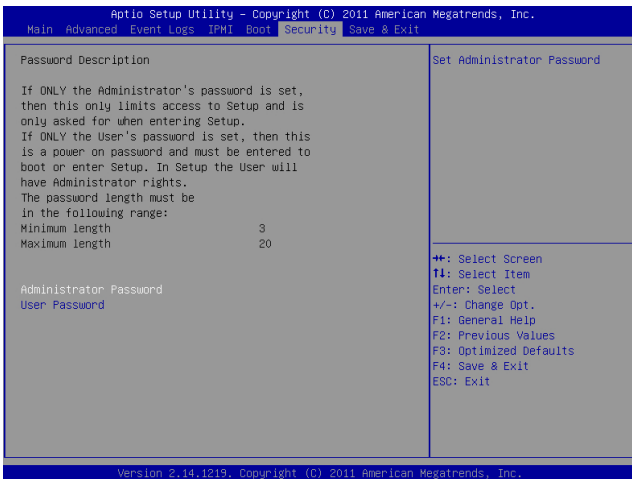 Aptio Setup Utility – Copyright (C) 2011 American Megatrends, Inc.
Main Advanced Event Logs IPMI Boot Security Save & Exit
Password Description
If ONLY the Administrator's password is set,
then this only limits access to Setup and is
only asked for when entering Setup.
If ONLY the User's password is set, then this
is a power on password and must be entered to
boot or enter Setup. In Setup the User will
have Administrator rights.
The password length must be
in the following range:
Minimum length 3
Maximum length 20
Administrator Password
User Password
Set Administrator Password
→←: Select Screen
↑↓: Select Item
Enter: Select
+/-: Change Opt.
F1: General Help
F2: Previous Values
F3: Optimized Defaults
F4: Save & Exit
ESC: Exit
Version 2.14.1219. Copyright (C) 2011 American Megatrends, Inc.